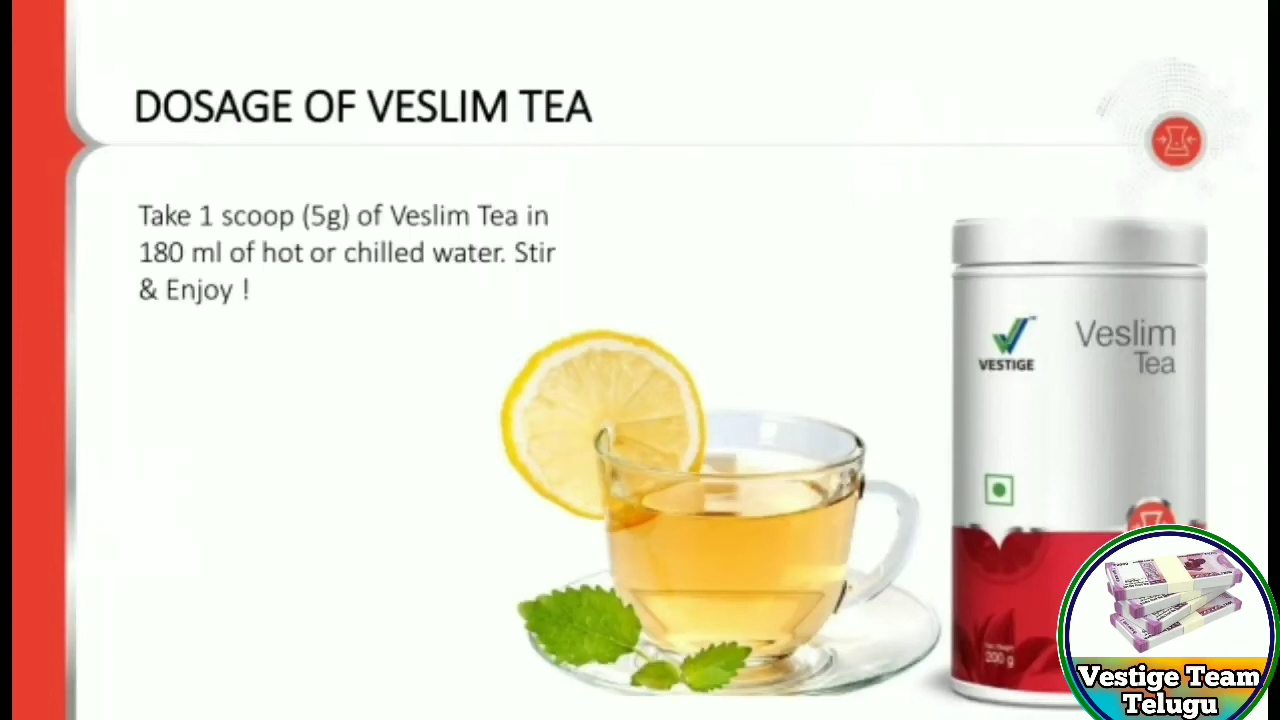 DOSAGE OF VESLIM TEA
Take 1 scoop (5g) of Veslim Tea in
180 ml of hot or chilled water. Stir
& Enjoy !
VESTIGE
Veslim
Tea
200 g
Vestige Team
Telugu